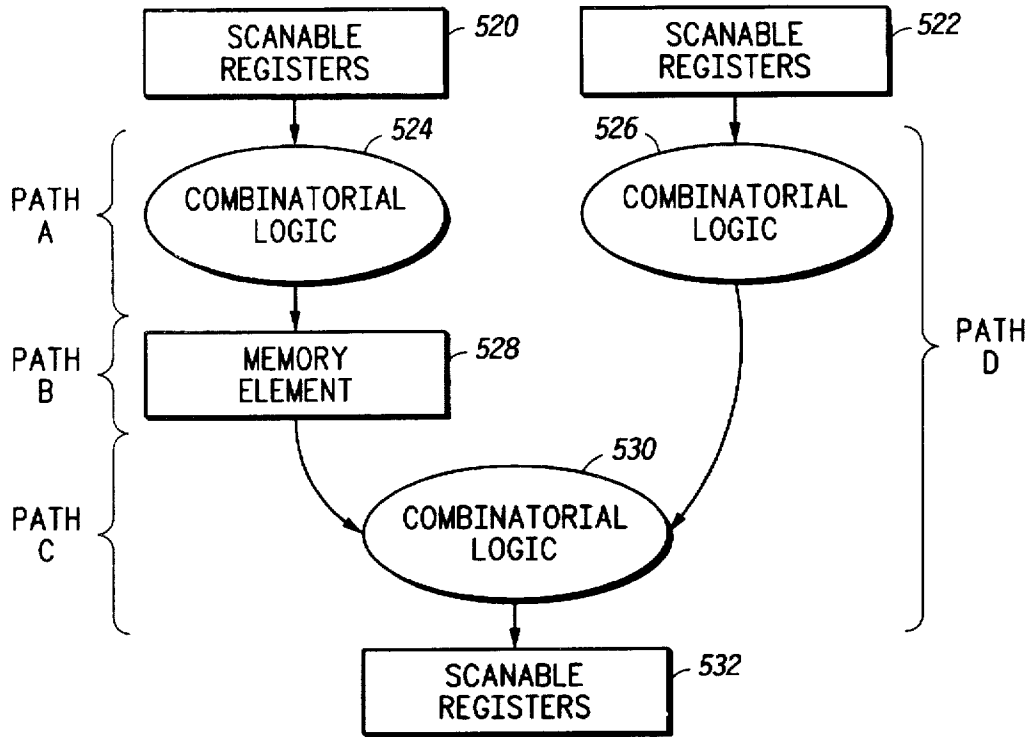 SCANABLE
REGISTERS
520
SCANABLE
REGISTERS
522
524
526
PATH
A
COMBINATORIAL
LOGIC
COMBINATORIAL
LOGIC
PATH
B
MEMORY
ELEMENT
528
PATH
D
530
PATH
C
COMBINATORIAL
LOGIC
SCANABLE
REGISTERS
532